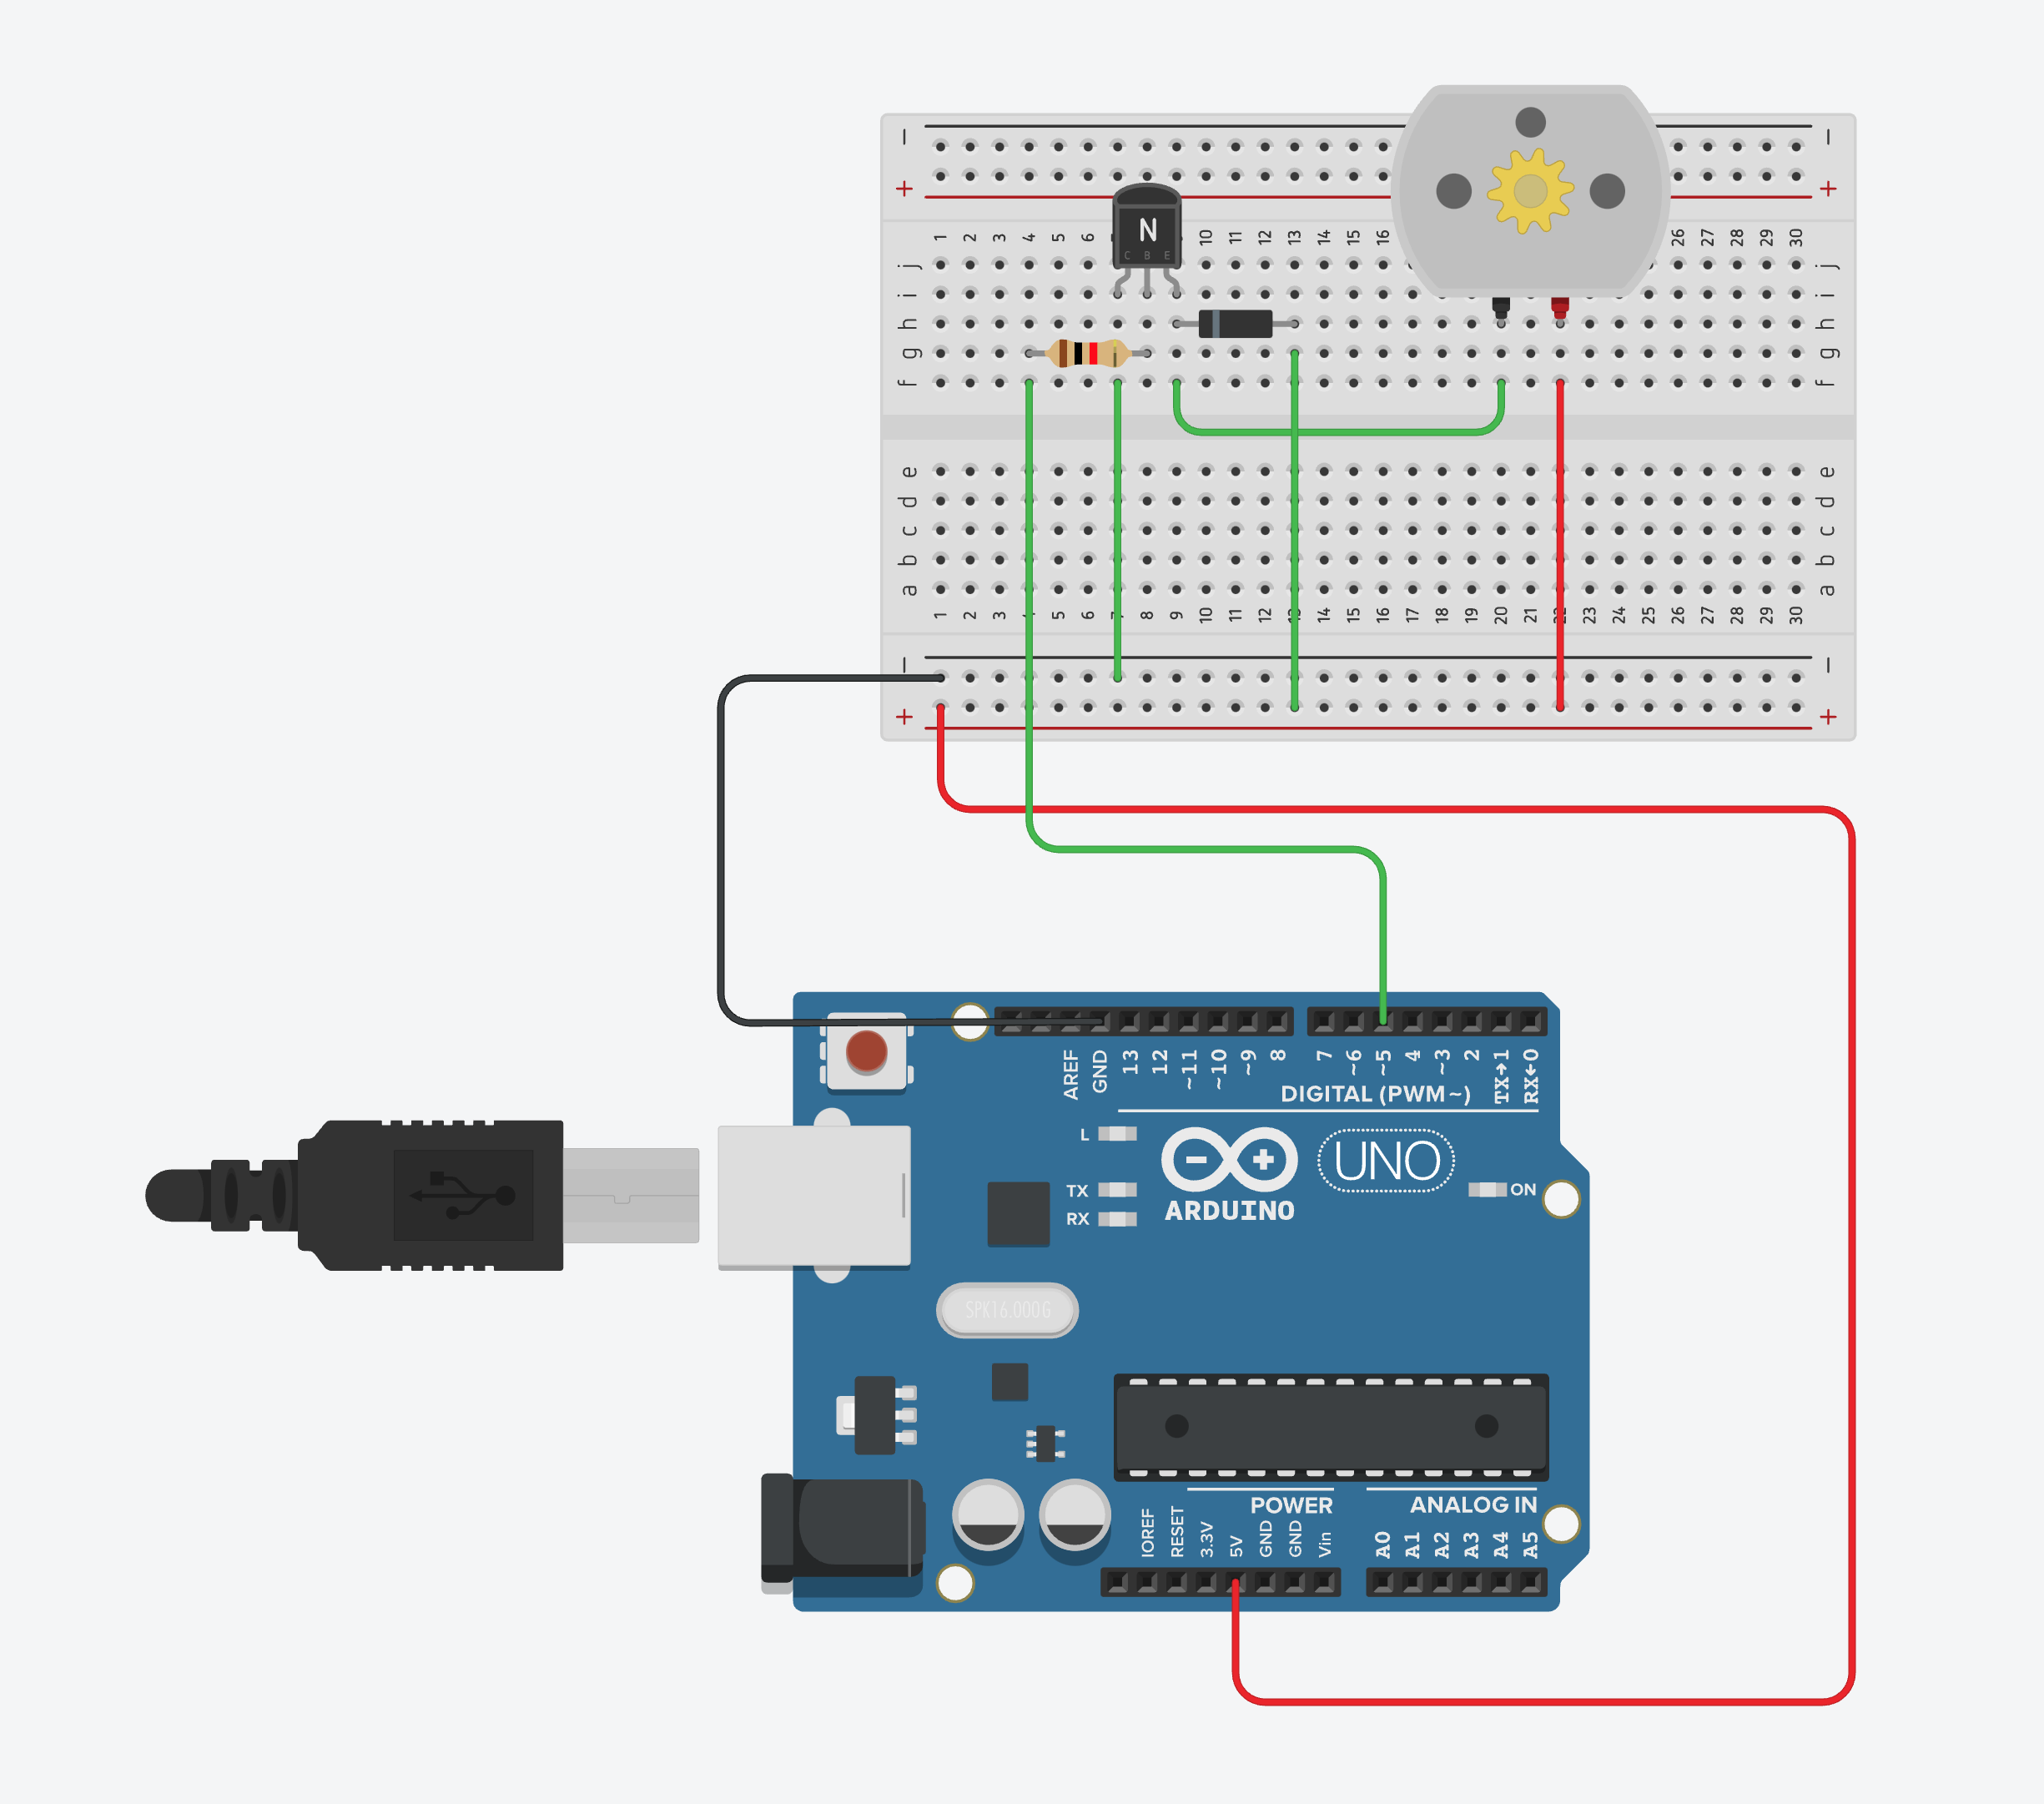 − −
+ +
1 2 3 4 5 6 10 11 12 13 14 15 16 26 27 28 29 30
N
C B E
j j
i i
h h
g g
f f
e e
d d
c c
b b
a a
1 2 3 5 6 8 9 10 11 12 14 15 16 17 18 19 20 21 23 24 25 26 27 28 29 30
− −
+ +
AREF GND 13 12 ~11 ~10 ~9 8 7 ~6 ~5 4 ~3 2 TX→1 RX←0
DIGITAL (PWM ~)
L
TX
RX
UNO
ARDUINO
ON
SPK16.000G
POWER ANALOG IN
IOREF RESET 3.3V 5V GND GND Vin A0 A1 A2 A3 A4 A5